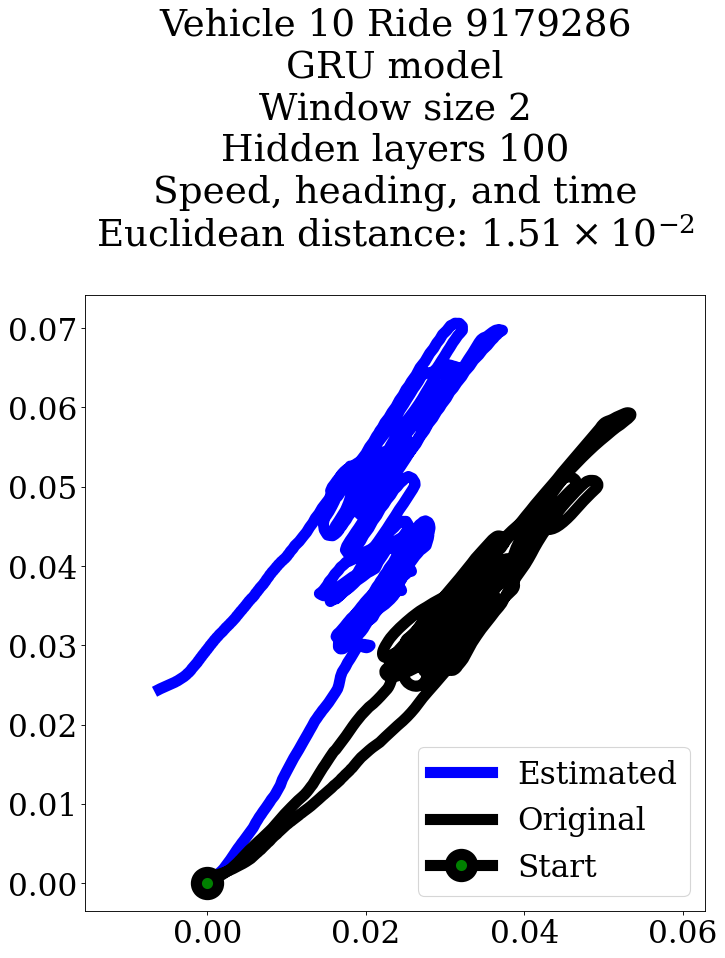 Vehicle 10 Ride 9179286
GRU model
Window size 2
Hidden layers 100
Speed, heading, and time
Euclidean distance: 1.51 × 10⁻²
0.07
0.06
0.05
0.04
0.03
0.02
0.01
0.00
Estimated
Original
Start
0.00 0.02 0.04 0.06